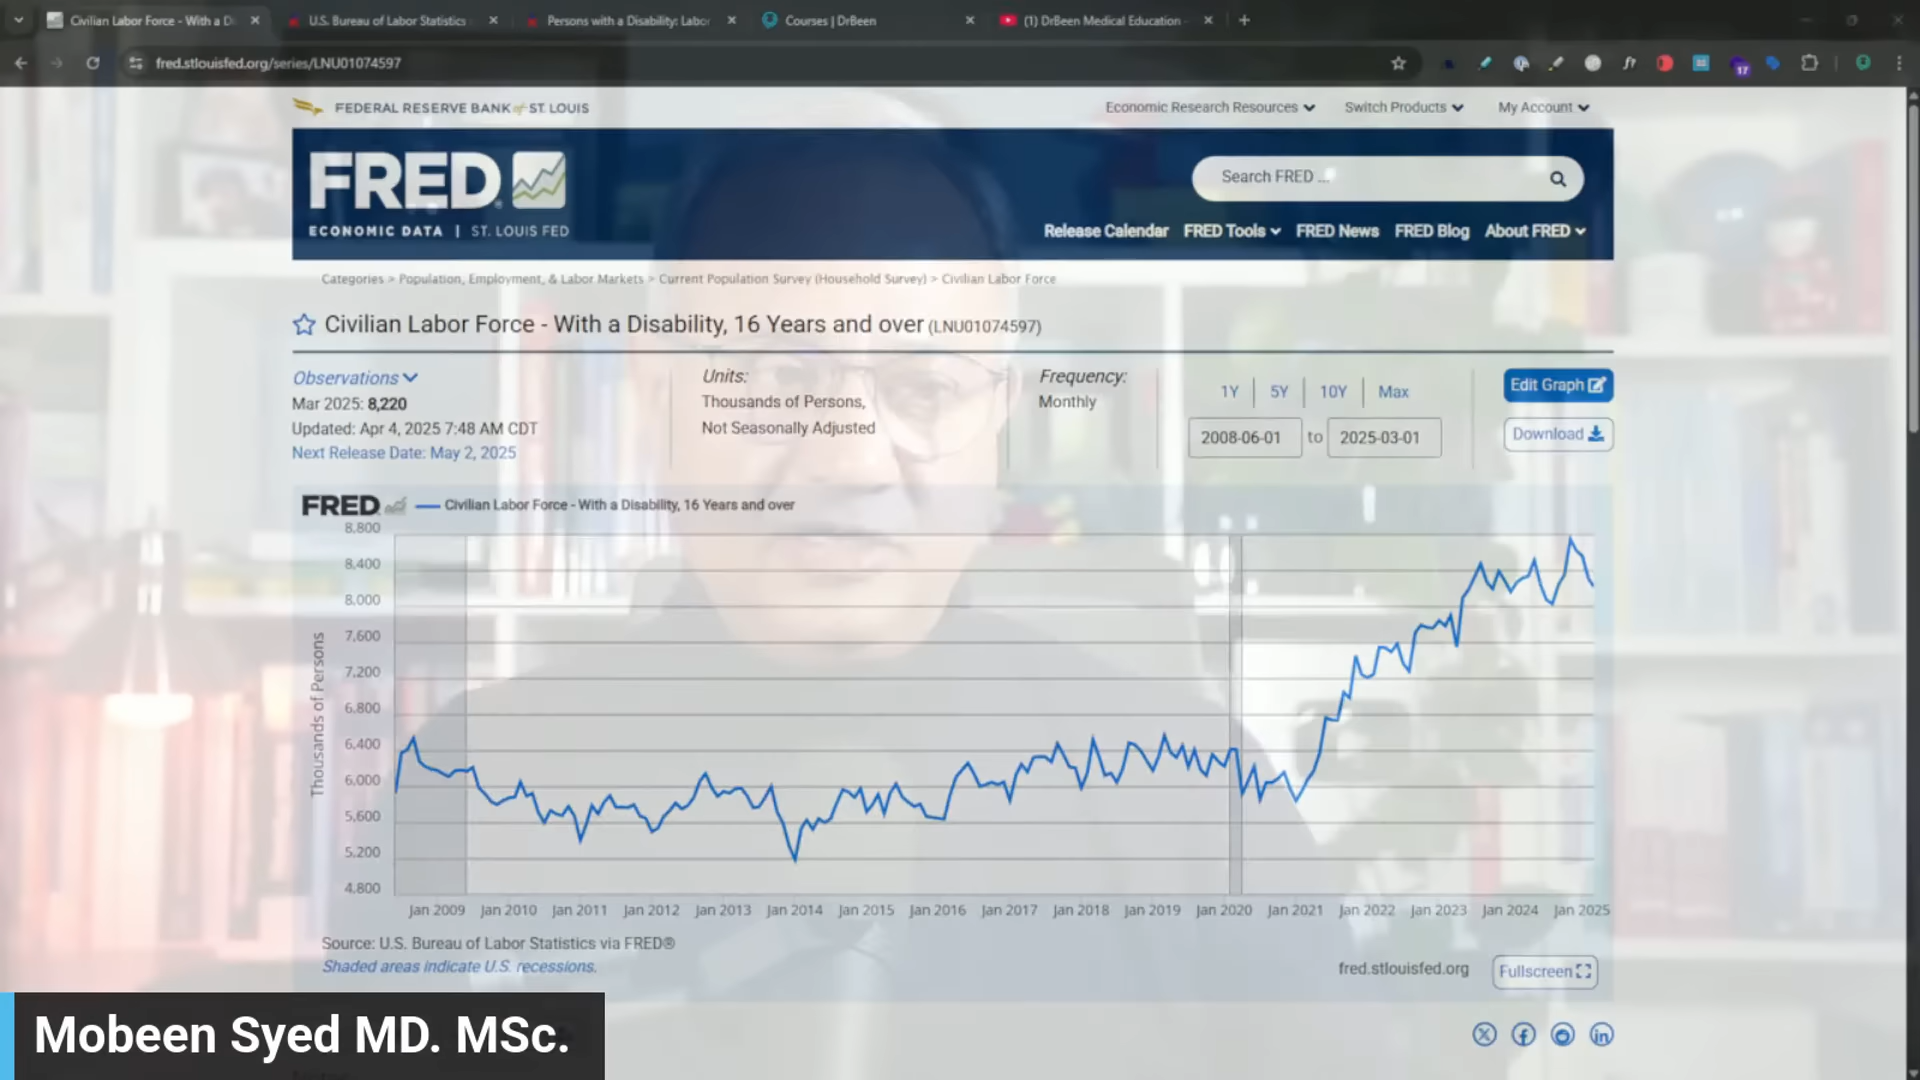 Civilian Labor Force - With a Di
U.S. Bureau of Labor Statistics
Persons with a Disability: Labor
Courses | DrBeen
(1) DrBeen Medical Education -
fred.stlouisfed.org/series/LNU01074597
17
FEDERAL RESERVE BANK of ST. LOUIS
Economic Research Resources
Switch Products
My Account
FRED
ECONOMIC DATA | ST. LOUIS FED
Search FRED ...
Release Calendar
FRED Tools
FRED News
FRED Blog
About FRED
Categories > Population, Employment, & Labor Markets > Current Population Survey (Household Survey) > Civilian Labor Force
Civilian Labor Force - With a Disability, 16 Years and over (LNU01074597)
Observations
Mar 2025: 8,220
Updated: Apr 4, 2025 7:48 AM CDT
Next Release Date: May 2, 2025
Units:
Thousands of Persons,
Not Seasonally Adjusted
Frequency:
Monthly
1Y | 5Y | 10Y | Max
2008-06-01 to 2025-03-01
Edit Graph
Download
FRED
Civilian Labor Force - With a Disability, 16 Years and over
Thousands of Persons
8,800
8,400
8,000
7,600
7,200
6,800
6,400
6,000
5,600
5,200
4,800
Jan 2009 Jan 2010 Jan 2011 Jan 2012 Jan 2013 Jan 2014 Jan 2015 Jan 2016 Jan 2017 Jan 2018 Jan 2019 Jan 2020 Jan 2021 Jan 2022 Jan 2023 Jan 2024 Jan 2025
Source: U.S. Bureau of Labor Statistics via FRED®
Shaded areas indicate U.S. recessions.
fred.stlouisfed.org
Fullscreen
Mobeen Syed MD. MSc.